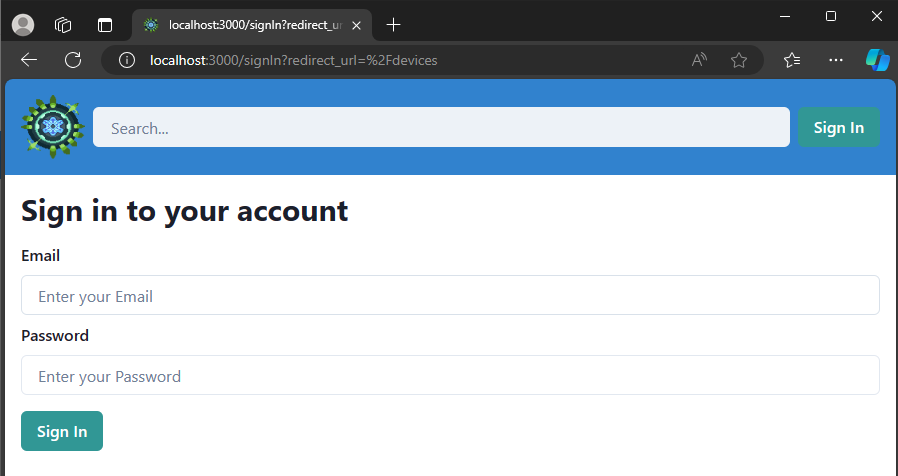 localhost:3000/signIn?redirect_ur
localhost:3000/signIn?redirect_url=%2Fdevices
Search...
Sign In
Sign in to your account
Email
Enter your Email
Password
Enter your Password
Sign In